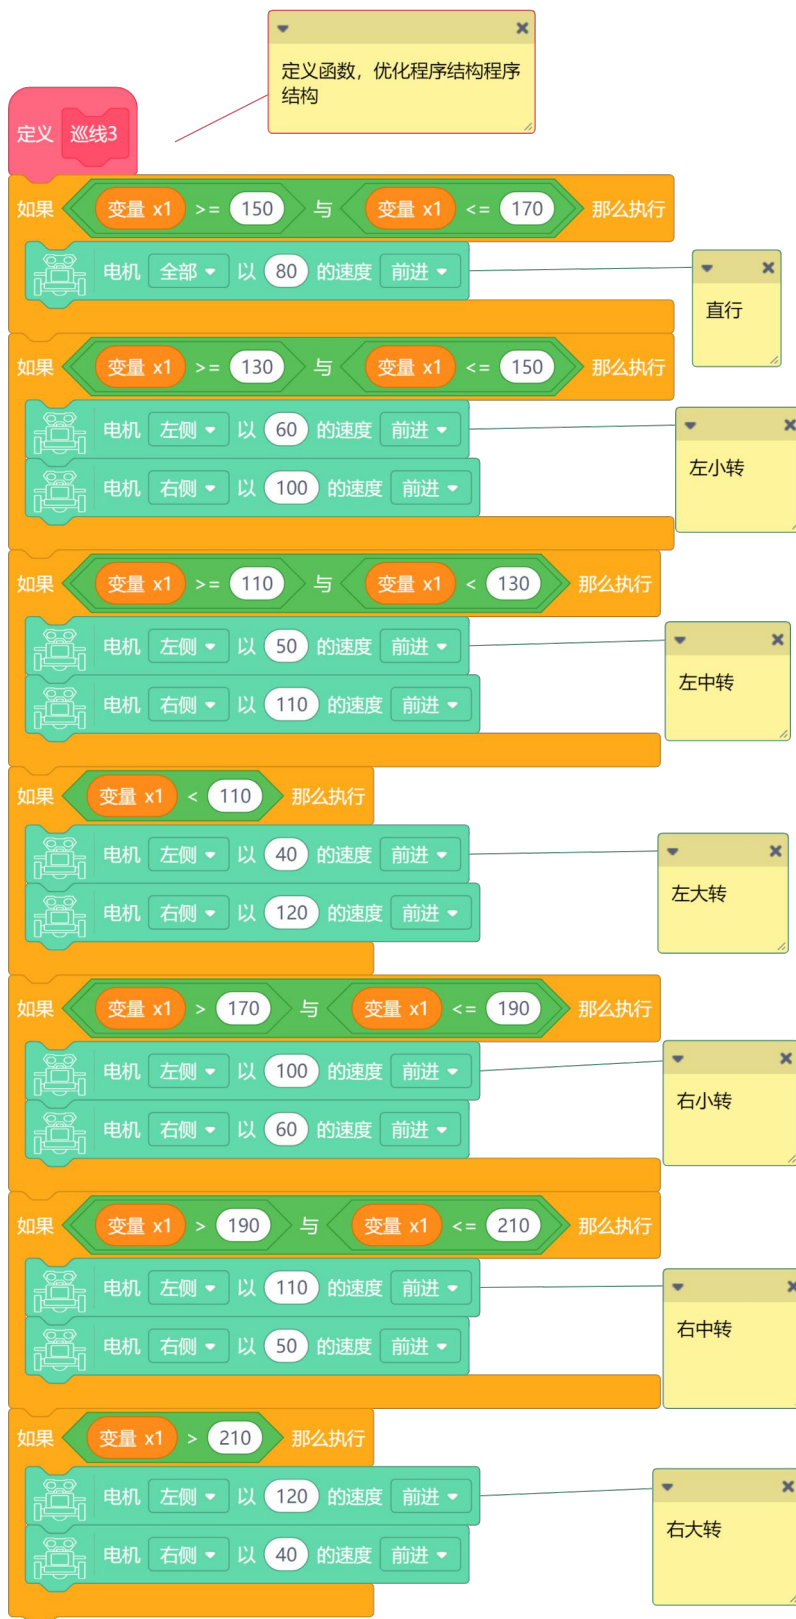 定义函数，优化程序结构程序
结构
定义 巡线3
如果 变量 x1 >= 150 与 变量 x1 <= 170 那么执行
电机 全部 以 80 的速度 前进
直行
如果 变量 x1 >= 130 与 变量 x1 <= 150 那么执行
电机 左侧 以 60 的速度 前进
左小转
电机 右侧 以 100 的速度 前进
如果 变量 x1 >= 110 与 变量 x1 < 130 那么执行
电机 左侧 以 50 的速度 前进
左中转
电机 右侧 以 110 的速度 前进
如果 变量 x1 < 110 那么执行
电机 左侧 以 40 的速度 前进
左大转
电机 右侧 以 120 的速度 前进
如果 变量 x1 > 170 与 变量 x1 <= 190 那么执行
电机 左侧 以 100 的速度 前进
右小转
电机 右侧 以 60 的速度 前进
如果 变量 x1 > 190 与 变量 x1 <= 210 那么执行
电机 左侧 以 110 的速度 前进
右中转
电机 右侧 以 50 的速度 前进
如果 变量 x1 > 210 那么执行
电机 左侧 以 120 的速度 前进
右大转
电机 右侧 以 40 的速度 前进